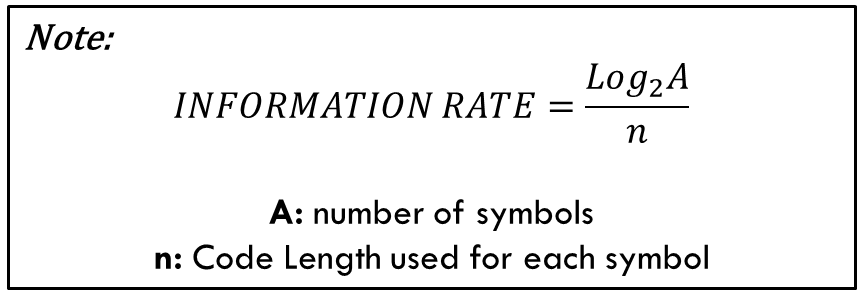 Note:
INFORMATION RATE = Log₂A / n
A: number of symbols
n: Code Length used for each symbol